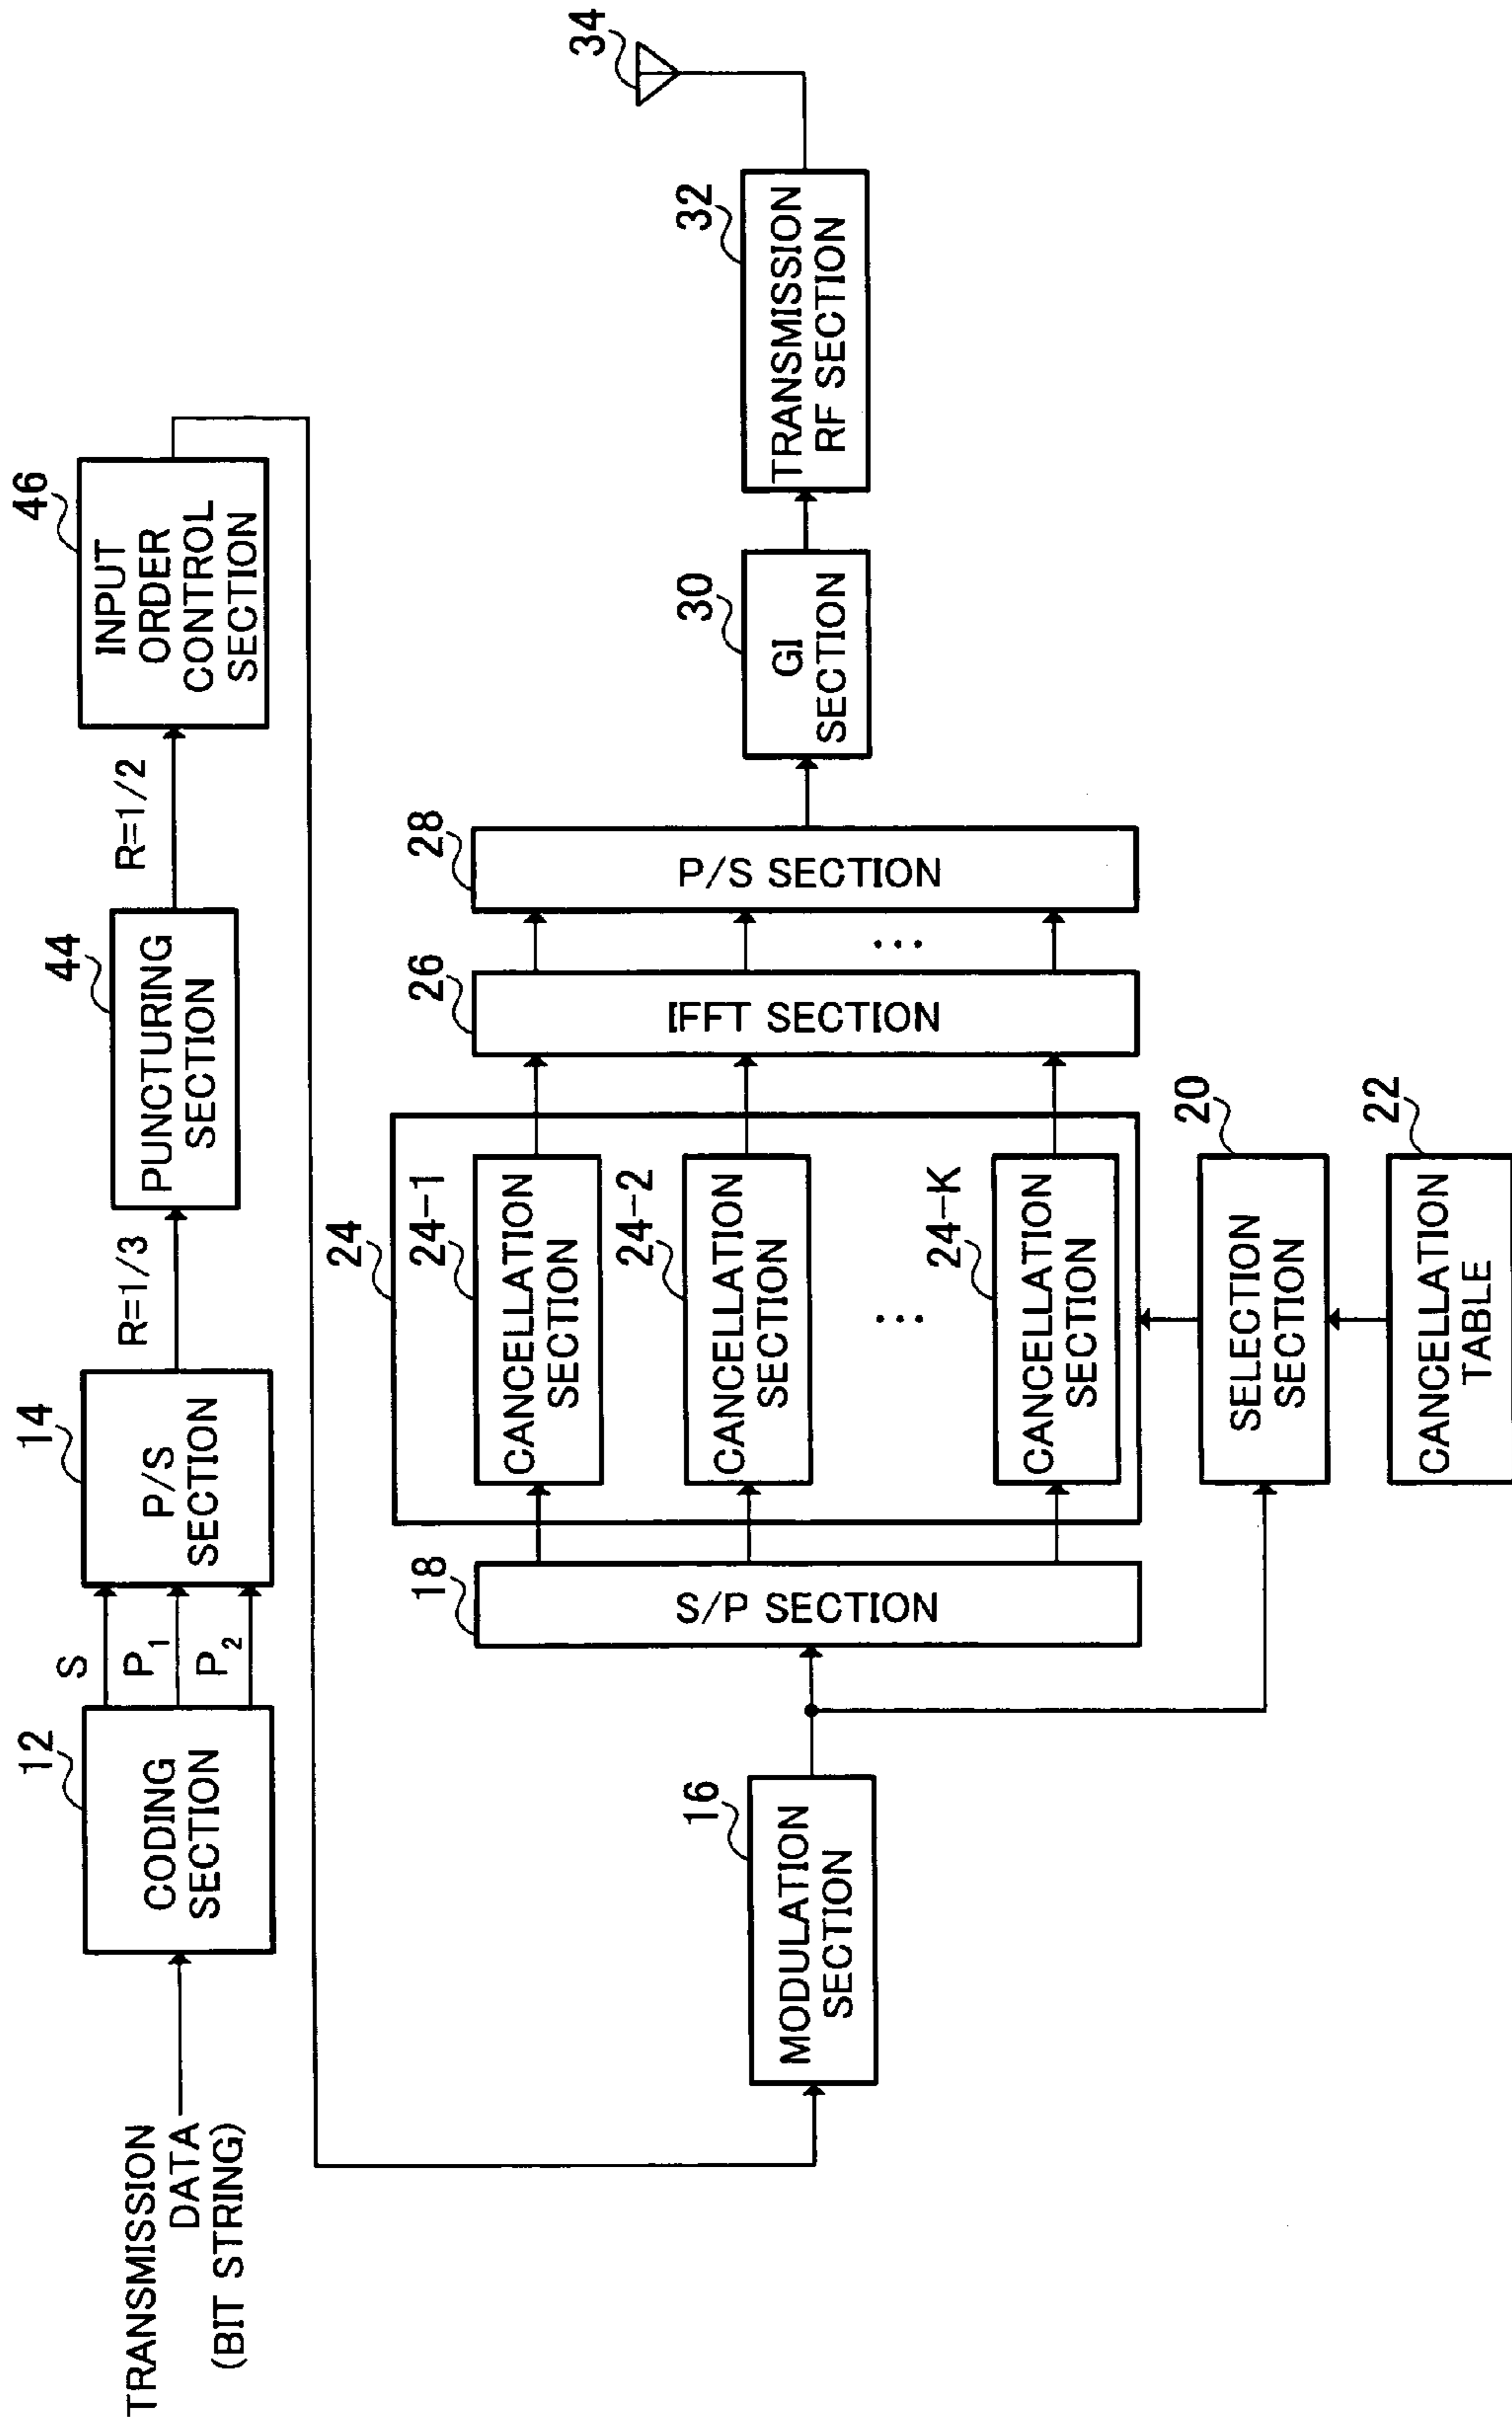 TRANSMISSION
DATA
(BIT STRING)
12
CODING
SECTION
S
P1
P2
14
P/S
SECTION
R=1/3
44
PUNCTURING
SECTION
R=1/2
46
INPUT
ORDER
CONTROL
SECTION
16
MODULATION
SECTION
18
S/P SECTION
24
24-1
CANCELLATION
SECTION
24-2
CANCELLATION
SECTION
...
24-K
CANCELLATION
SECTION
20
SELECTION
SECTION
22
CANCELLATION
TABLE
26
IFFT SECTION
...
28
P/S SECTION
30
GI
SECTION
32
TRANSMISSION
RF SECTION
34